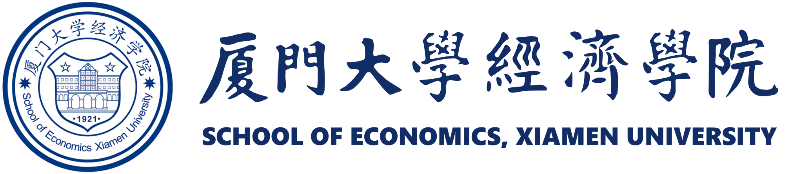 厦门大学经济学院
School of Economics Xiamen University
·1921·
厦門大學經濟學院
SCHOOL OF ECONOMICS, XIAMEN UNIVERSITY